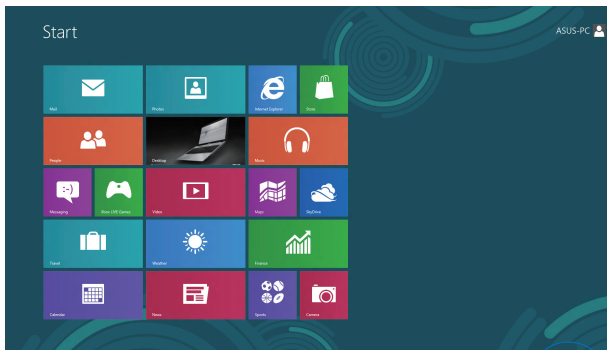 Start
ASUS-PC
Mail
Photos
Internet Explorer
Store
People
Desktop
Music
Messaging
Xbox LIVE Games
Video
Maps
SkyDrive
Travel
Weather
Finance
Calendar
News
Sports
Camera